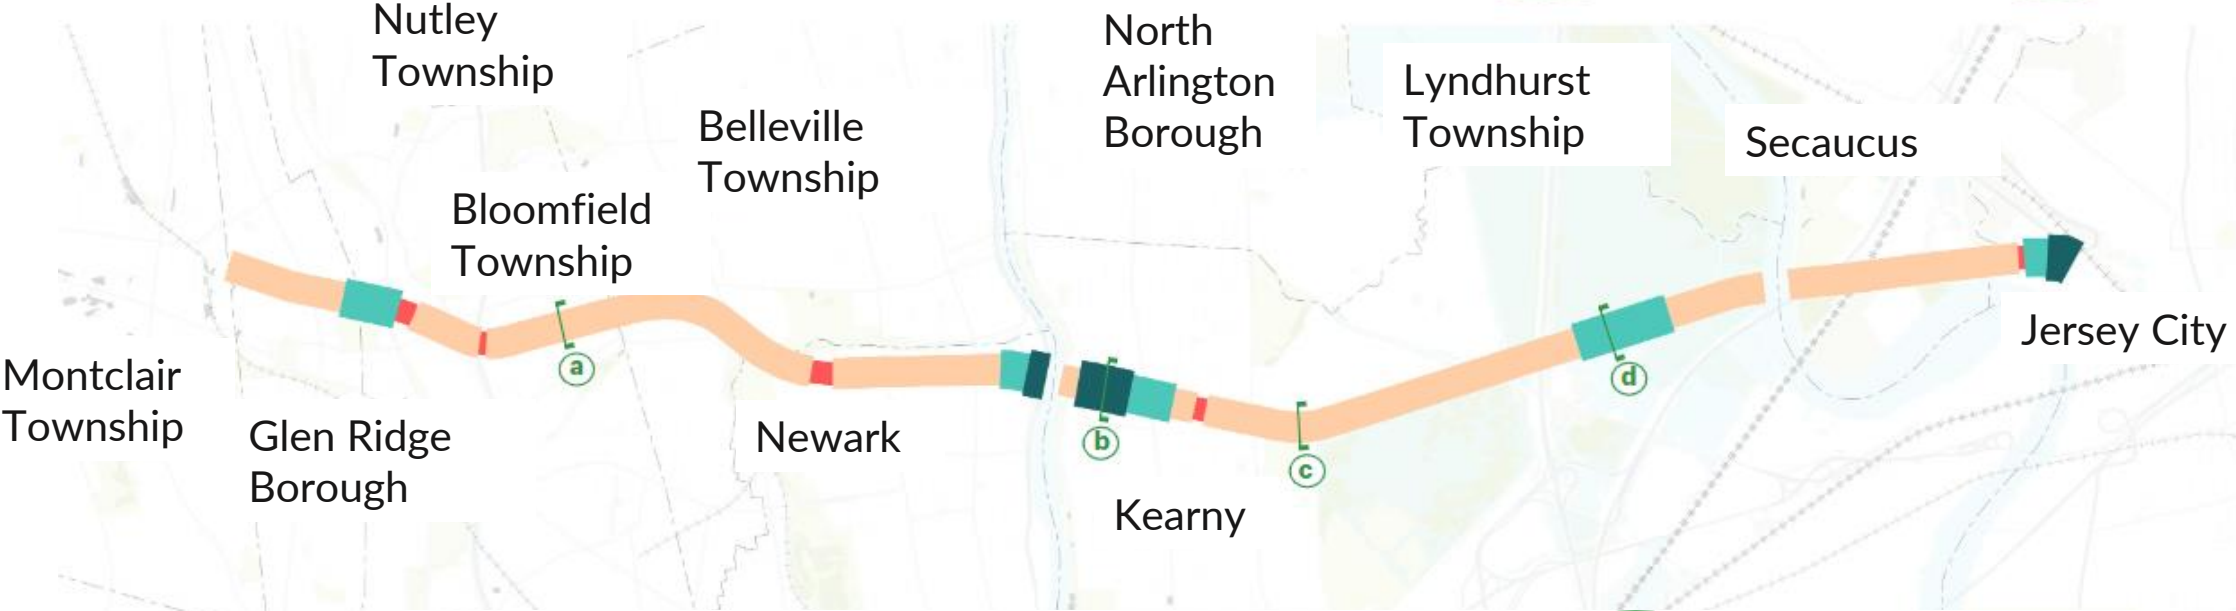 Nutley
Township
North
Arlington
Borough
Lyndhurst
Township
Secaucus
Belleville
Township
Bloomfield
Township
Jersey City
a
d
b
c
Montclair
Township
Glen Ridge
Borough
Newark
Kearny